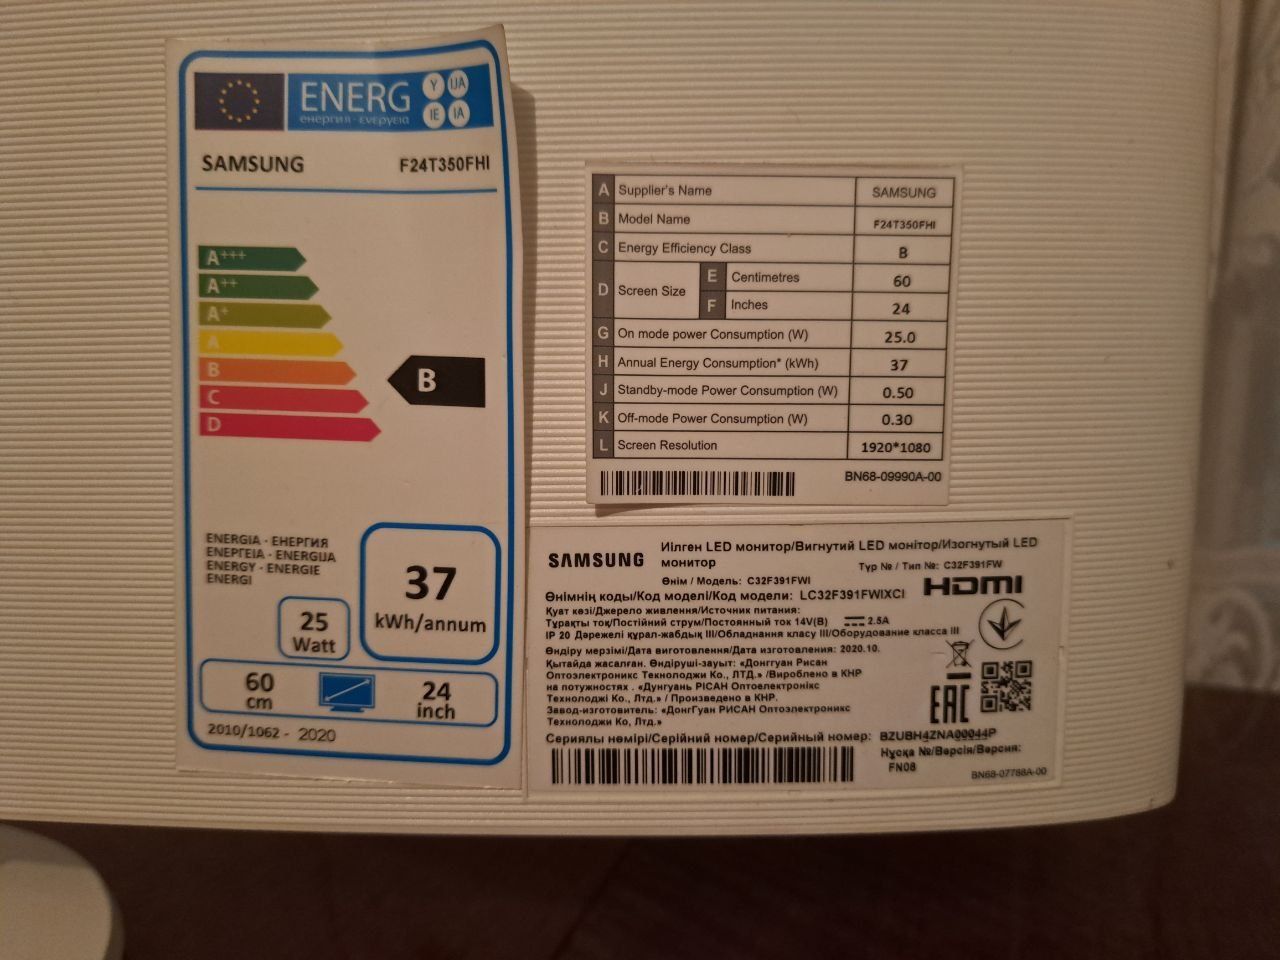 ENERG
енергия · ενεργεια
Y IJA
IE IA
SAMSUNG F24T350FHI
A+++
A++
A+
A
B
C
D
B
ENERGIA · ЕНЕРГИЯ
ΕΝΕΡΓΕΙΑ · ENERGIJA
ENERGY · ENERGIE
ENERGI
37
kWh/annum
25
Watt
60
cm
24
inch
2010/1062 - 2020
A Supplier's Name SAMSUNG
B Model Name F24T350FHI
C Energy Efficiency Class B
D Screen Size E Centimetres 60
F Inches 24
G On mode power Consumption (W) 25.0
H Annual Energy Consumption* (kWh) 37
J Standby-mode Power Consumption (W) 0.50
K Off-mode Power Consumption (W) 0.30
L Screen Resolution 1920*1080
BN68-09990A-00
SAMSUNG Иілген LED монитор/Вигнутий LED монітор/Изогнутый LED
монитор
Түр № / Тип №: C32F391FW
Өнім / Модель: C32F391FWI
HDMI
Өнімнің коды/Код моделі/Код модели: LC32F391FWIXCI
Қуат көзі/Джерело живлення/Источник питания:
Тұрақты тоқ/Постійний струм/Постоянный ток 14V(B) 2.5A
IP 20 Дәрежелі құрал-жабдық III/Обладнання класу III/Оборудование класса III
Өндіру мерзімі/Дата виготовлення/Дата изготовления: 2020.10.
Қытайда жасалған. Өндіруші-зауыт: «Донггуан Рисан
Оптоэлектроникс Текнолоджи Ко., ЛТД.» /Вироблено в КНР
на потужностях . «Дунгуань РІСАН Оптоелектронікс
Технолоджі Ко., Лтд.» / Произведено в КНР.
Завод-изготовитель: «ДонгГуан РИСАН Оптоэлектроникс
Технолоджи Ко, Лтд.»
EAC
Сериялы нөмірі/Серійний номер/Серийный номер: BZUBH4ZNA00044P
Нұсқа №/Версія/Версия:
FN08
BN68-07788A-00